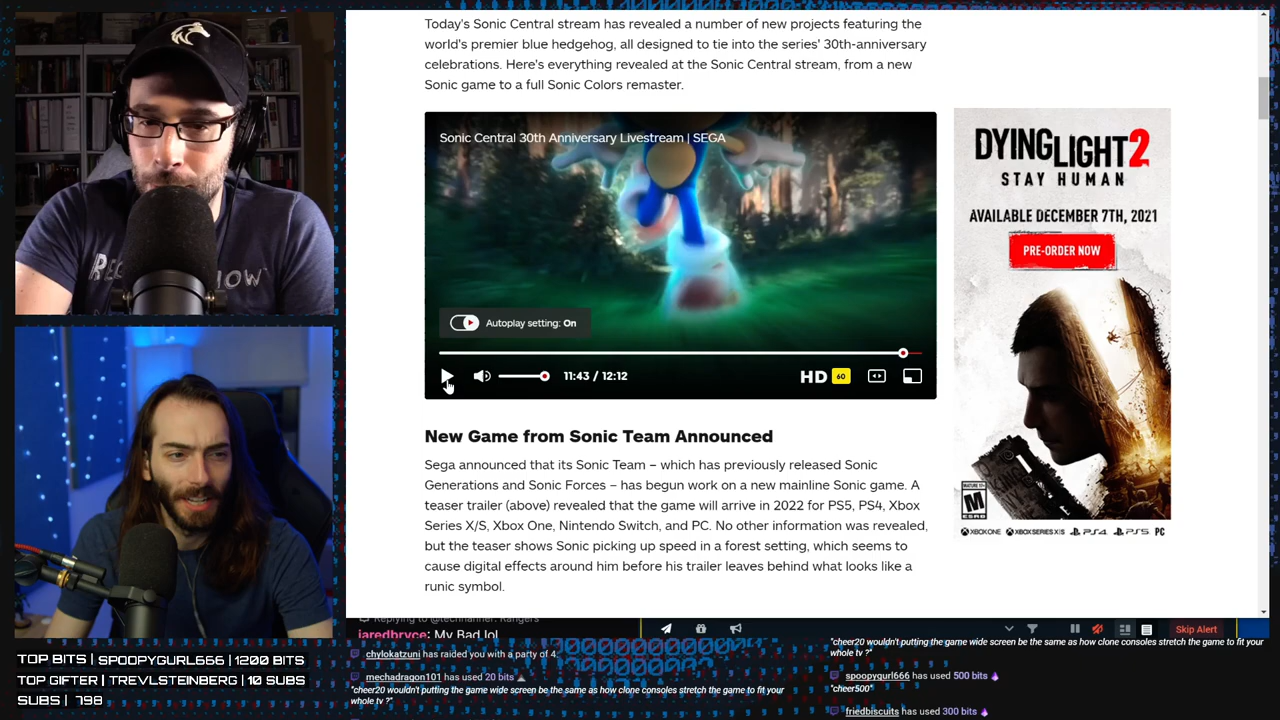 Today's Sonic Central stream has revealed a number of new projects featuring the
world's premier blue hedgehog, all designed to tie into the series' 30th-anniversary
celebrations. Here's everything revealed at the Sonic Central stream, from a new
Sonic game to a full Sonic Colors remaster.
Sonic Central 30th Anniversary Livestream | SEGA
Autoplay setting: On
11:43 / 12:12
HD 60
DYING LIGHT 2
STAY HUMAN
AVAILABLE DECEMBER 7TH, 2021
PRE-ORDER NOW
M
ESRB
XBOX ONE XBOX SERIES X|S PS4 PS5 PC
New Game from Sonic Team Announced
Sega announced that its Sonic Team – which has previously released Sonic
Generations and Sonic Forces – has begun work on a new mainline Sonic game. A
teaser trailer (above) revealed that the game will arrive in 2022 for PS5, PS4, Xbox
Series X/S, Xbox One, Nintendo Switch, and PC. No other information was revealed,
but the teaser shows Sonic picking up speed in a forest setting, which seems to
cause digital effects around him before his trailer leaves behind what looks like a
runic symbol.
jaredbryce: My Bad lol
Skip Alert
TOP BITS | SPOOPYGURL666 | 1200 BITS
TOP GIFTER | TREVLSTEINBERG | 10 SUBS
SUBS | 798
chylokatzuni has raided you with a party of 4.
mechadragon101 has used 20 bits
"cheer20 wouldn't putting the game wide screen be the same as how clone consoles stretch the game to fit your
whole tv ?"
"cheer20 wouldn't putting the game wide screen be the same as how clone consoles stretch the game to fit your
whole tv ?"
spoopygurl666 has used 500 bits
"cheer500"
friedbiscuits has used 300 bits